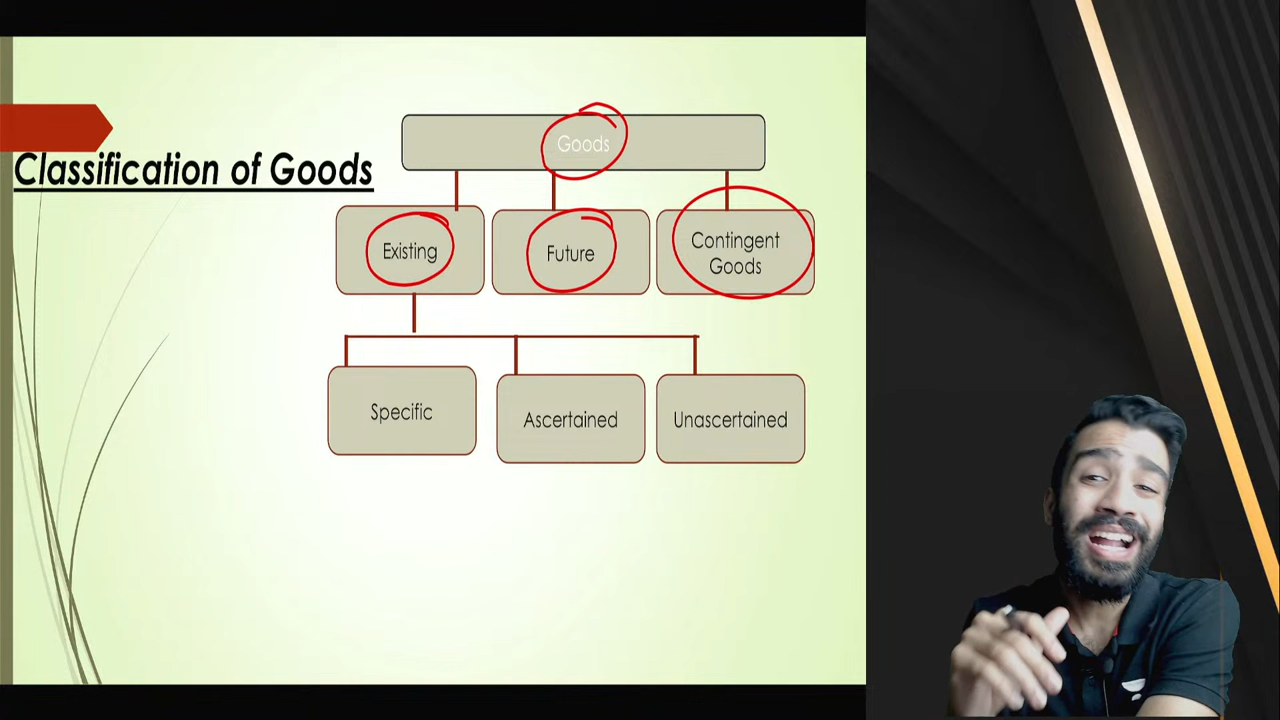 Goods
Classification of Goods
Existing
Future
Contingent
Goods
Specific
Ascertained
Unascertained